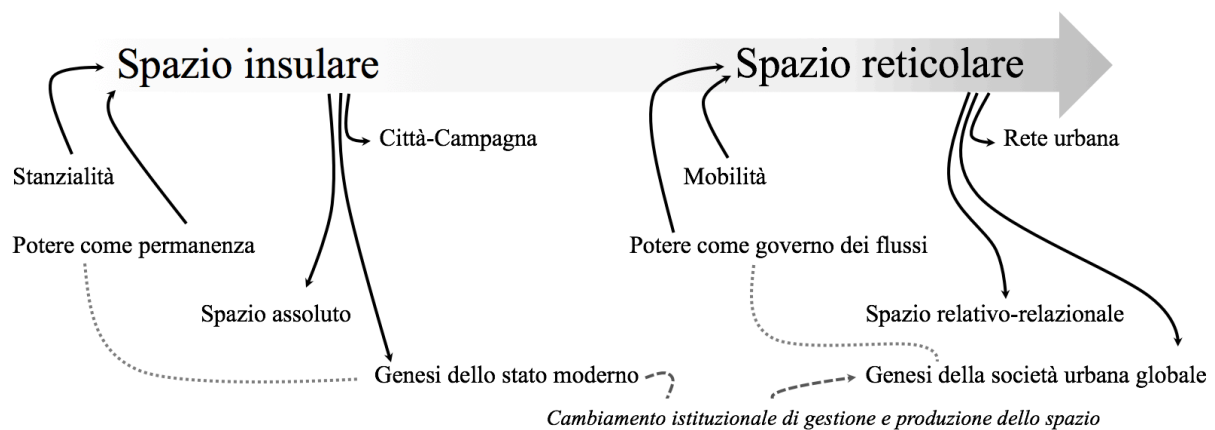 Spazio insulare
Spazio reticolare
Città-Campagna
Rete urbana
Stanzialità
Mobilità
Potere come permanenza
Potere come governo dei flussi
Spazio assoluto
Spazio relativo-relazionale
Genesi dello stato moderno
Genesi della società urbana globale
Cambiamento istituzionale di gestione e produzione dello spazio